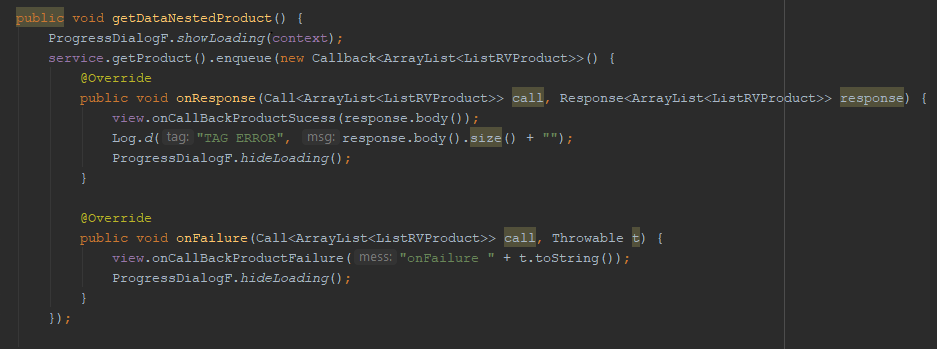 public void getDataNestedProduct() {
    ProgressDialogF.showLoading(context);
    service.getProduct().enqueue(new Callback<ArrayList<ListRVProduct>>() {
        @Override
        public void onResponse(Call<ArrayList<ListRVProduct>> call, Response<ArrayList<ListRVProduct>> response) {
            view.onCallBackProductSucess(response.body());
            Log.d( tag: "TAG ERROR", msg: response.body().size() + "");
            ProgressDialogF.hideLoading();
        }
        @Override
        public void onFailure(Call<ArrayList<ListRVProduct>> call, Throwable t) {
            view.onCallBackProductFailure( mess: "onFailure " + t.toString());
            ProgressDialogF.hideLoading();
        }
    });